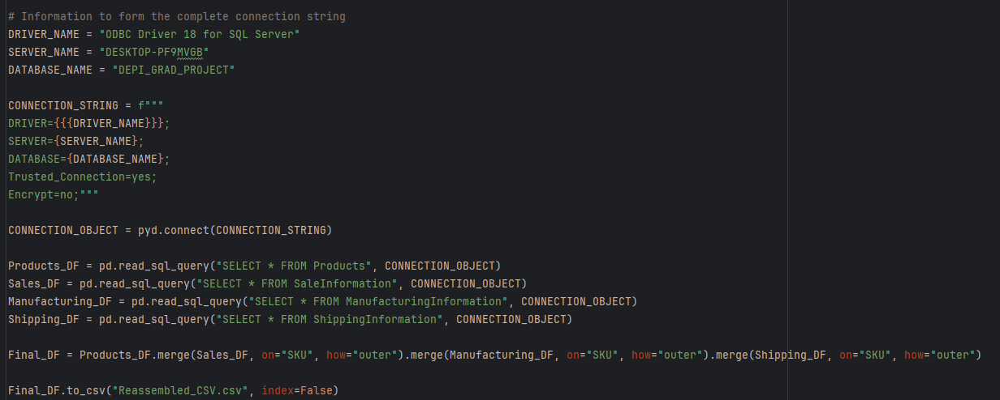 # Information to form the complete connection string
DRIVER_NAME = "ODBC Driver 18 for SQL Server"
SERVER_NAME = "DESKTOP-PF9MVGB"
DATABASE_NAME = "DEPI_GRAD_PROJECT"
CONNECTION_STRING = f"""
DRIVER={{{DRIVER_NAME}}};
SERVER={SERVER_NAME};
DATABASE={DATABASE_NAME};
Trusted_Connection=yes;
Encrypt=no;"""
CONNECTION_OBJECT = pyd.connect(CONNECTION_STRING)
Products_DF = pd.read_sql_query("SELECT * FROM Products", CONNECTION_OBJECT)
Sales_DF = pd.read_sql_query("SELECT * FROM SaleInformation", CONNECTION_OBJECT)
Manufacturing_DF = pd.read_sql_query("SELECT * FROM ManufacturingInformation", CONNECTION_OBJECT)
Shipping_DF = pd.read_sql_query("SELECT * FROM ShippingInformation", CONNECTION_OBJECT)
Final_DF = Products_DF.merge(Sales_DF, on="SKU", how="outer").merge(Manufacturing_DF, on="SKU", how="outer").merge(Shipping_DF, on="SKU", how="outer")
Final_DF.to_csv("Reassembled_CSV.csv", index=False)